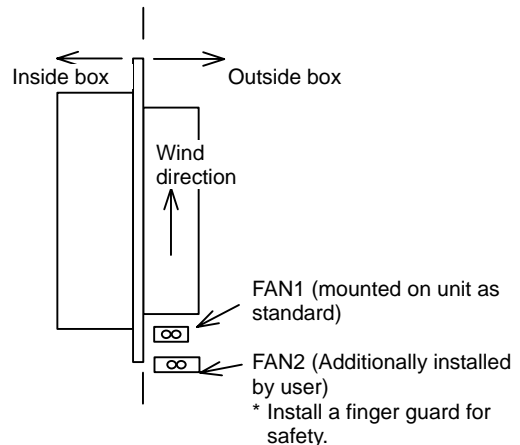 Inside box
Outside box
Wind
direction
FAN1 (mounted on unit as
standard)
FAN2 (Additionally installed
by user)
* Install a finger guard for
safety.